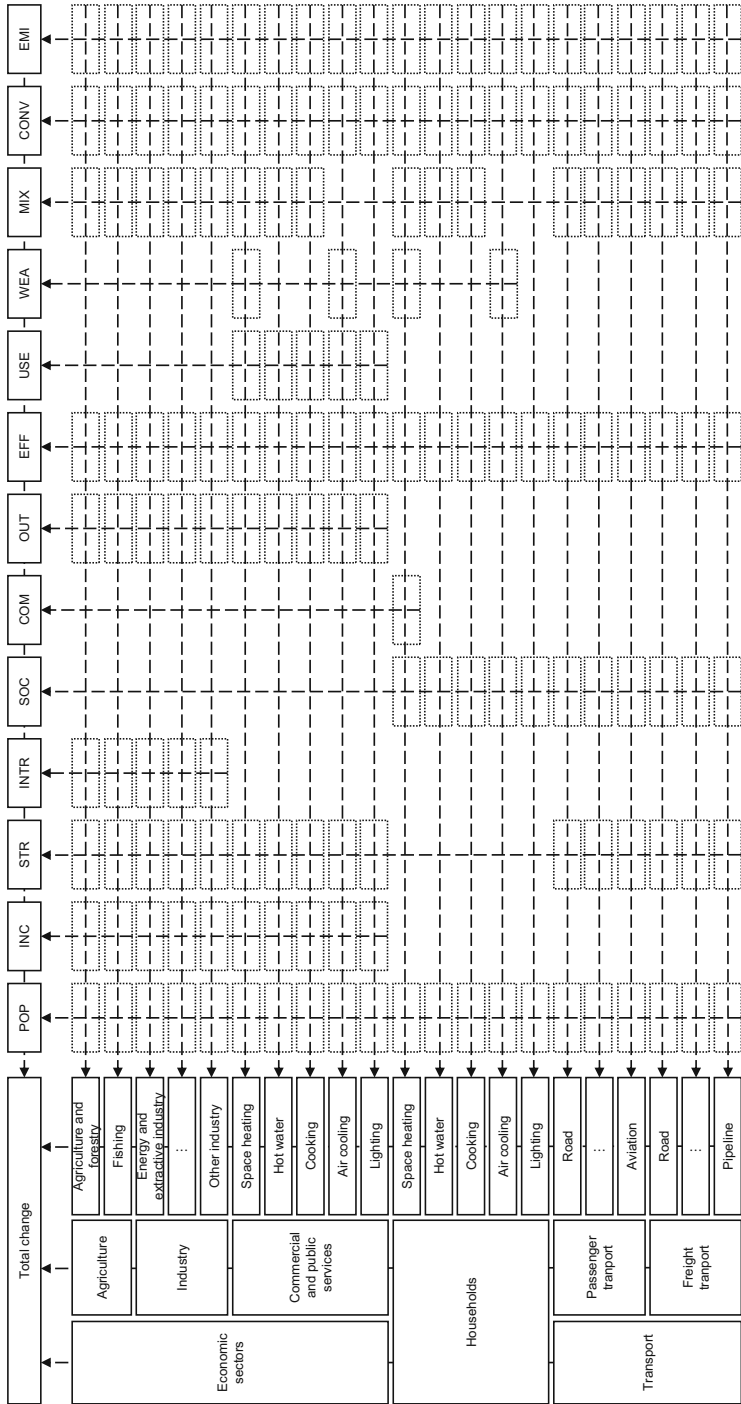 Total change
POP
INC
STR
INTR
SOC
COM
OUT
EFF
USE
WEA
MIX
CONV
EMI
Economic
sectors
Agriculture
Agriculture and
forestry
Fishing
Industry
Energy and
extractive industry
...
Other industry
Commercial
and public
services
Space heating
Hot water
Cooking
Air cooling
Lighting
Households
Space heating
Hot water
Cooking
Air cooling
Lighting
Transport
Passenger
tranport
Road
...
Aviation
Freight
tranport
Road
...
Pipeline